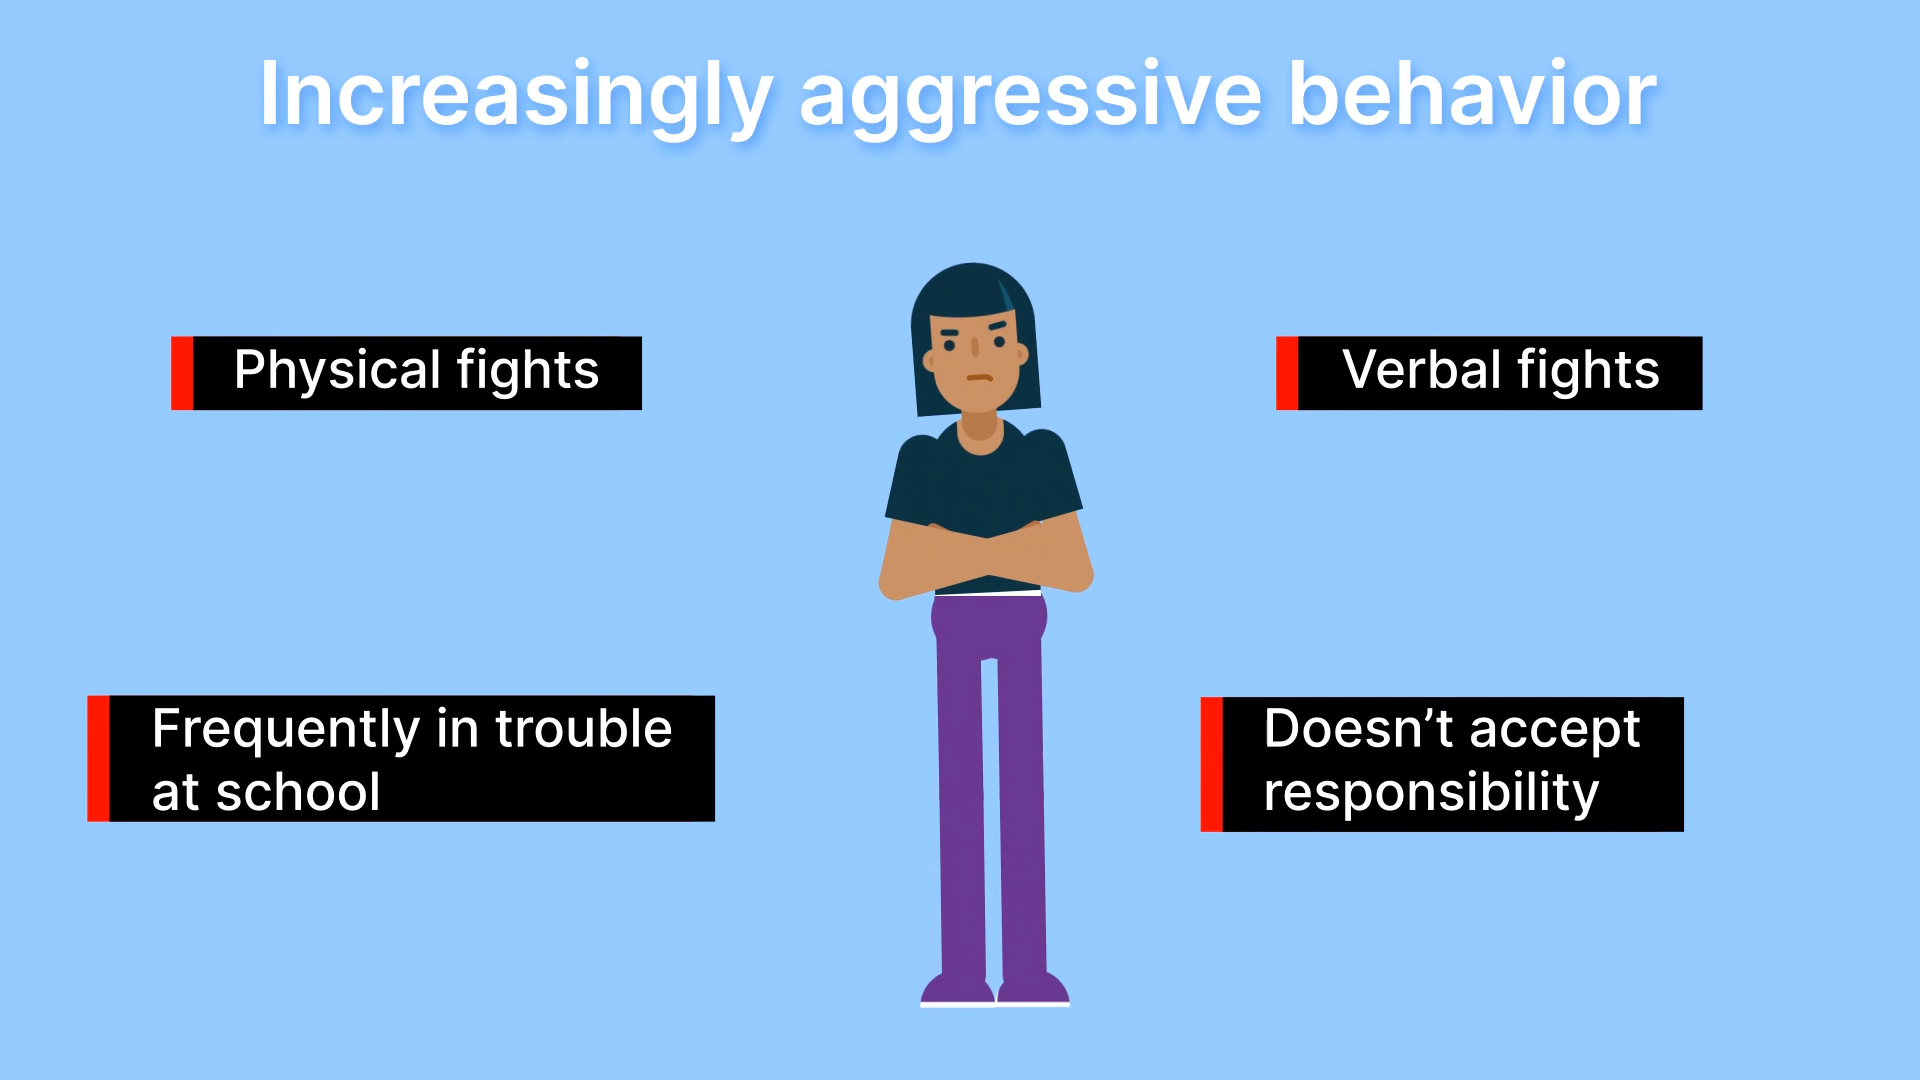 Increasingly aggressive behavior
Physical fights
Verbal fights
Frequently in trouble
at school
Doesn’t accept
responsibility